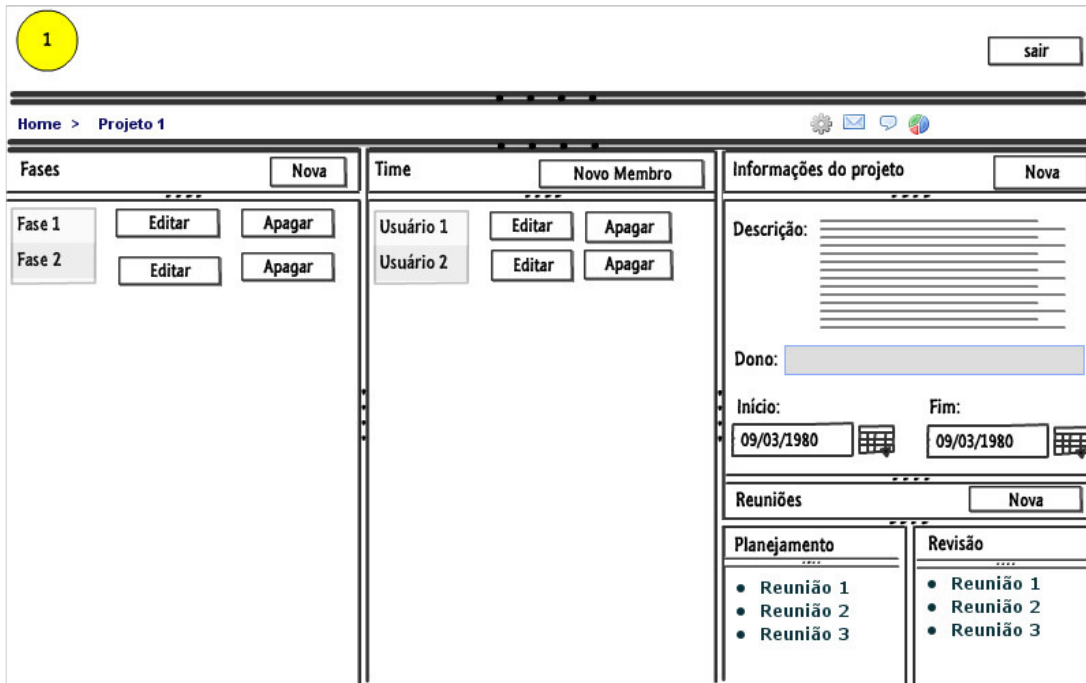 1
sair
Home > Projeto 1
Fases
Nova
Fase 1
Editar
Apagar
Fase 2
Editar
Apagar
Time
Novo Membro
Usuário 1
Editar
Apagar
Usuário 2
Editar
Apagar
Informações do projeto
Nova
Descrição:
Dono:
Início:
Fim:
09/03/1980
09/03/1980
Reuniões
Nova
Planejamento
Reunião 1
Reunião 2
Reunião 3
Revisão
Reunião 1
Reunião 2
Reunião 3